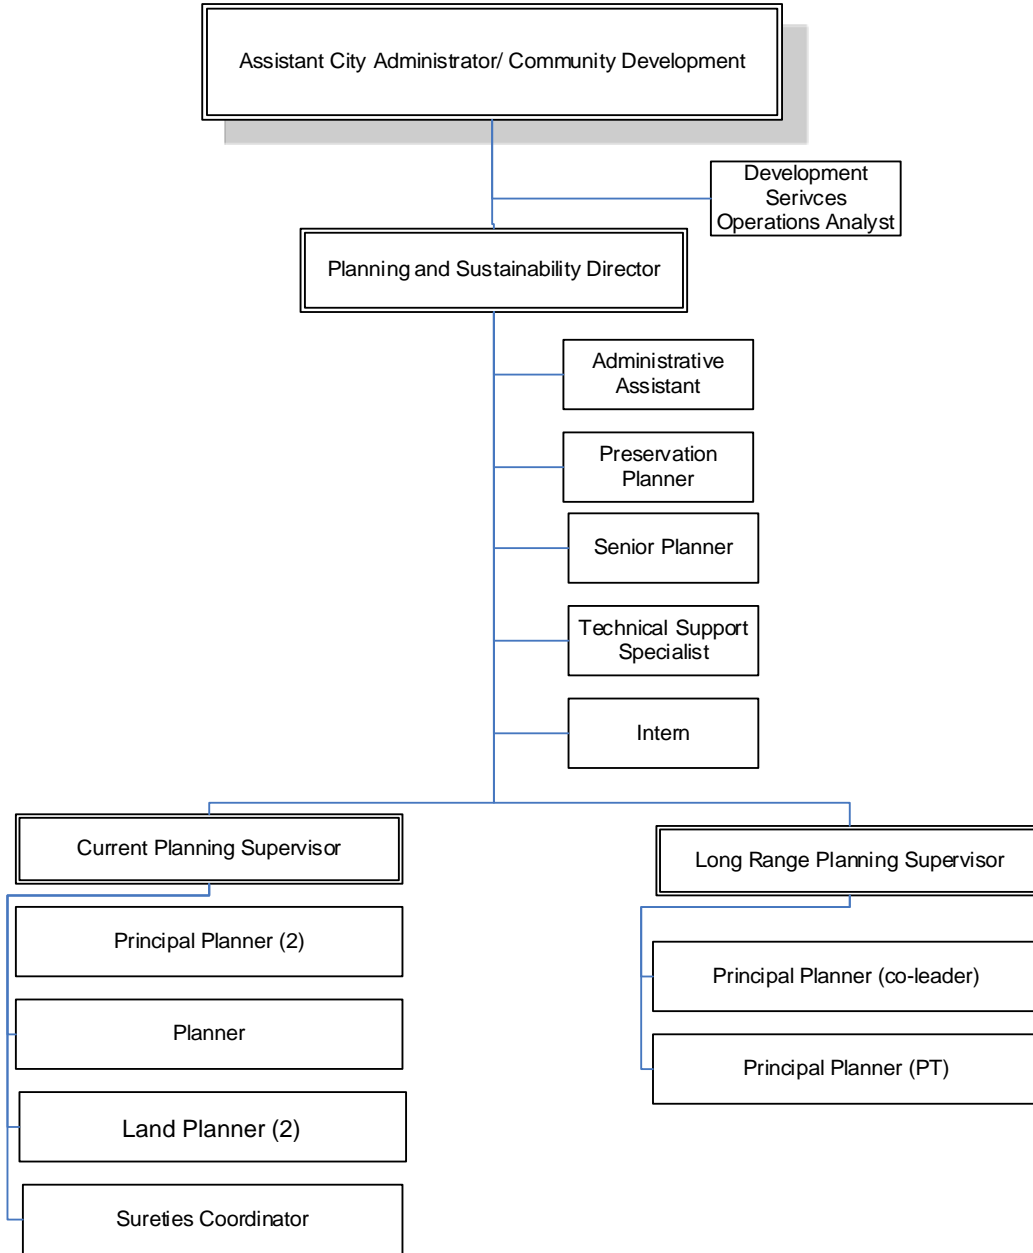 Assistant City Administrator/ Community Development
Development
Serivces
Operations Analyst
Planning and Sustainability Director
Administrative
Assistant
Preservation
Planner
Senior Planner
Technical Support
Specialist
Intern
Current Planning Supervisor
Long Range Planning Supervisor
Principal Planner (2)
Principal Planner (co-leader)
Planner
Principal Planner (PT)
Land Planner (2)
Sureties Coordinator